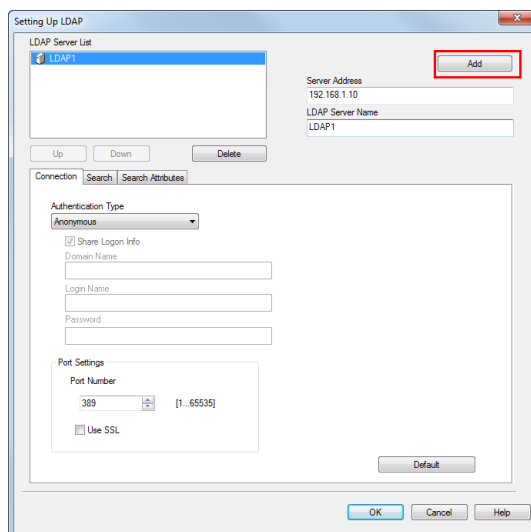 Setting Up LDAP
LDAP Server List
LDAP1
Add
Server Address
192.168.1.10
LDAP Server Name
LDAP1
Up Down Delete
Connection Search Search Attributes
Authentication Type
Anonymous
Share Logon Info
Domain Name
Login Name
Password
Port Settings
Port Number
389 [1...65535]
Use SSL
Default
OK Cancel Help